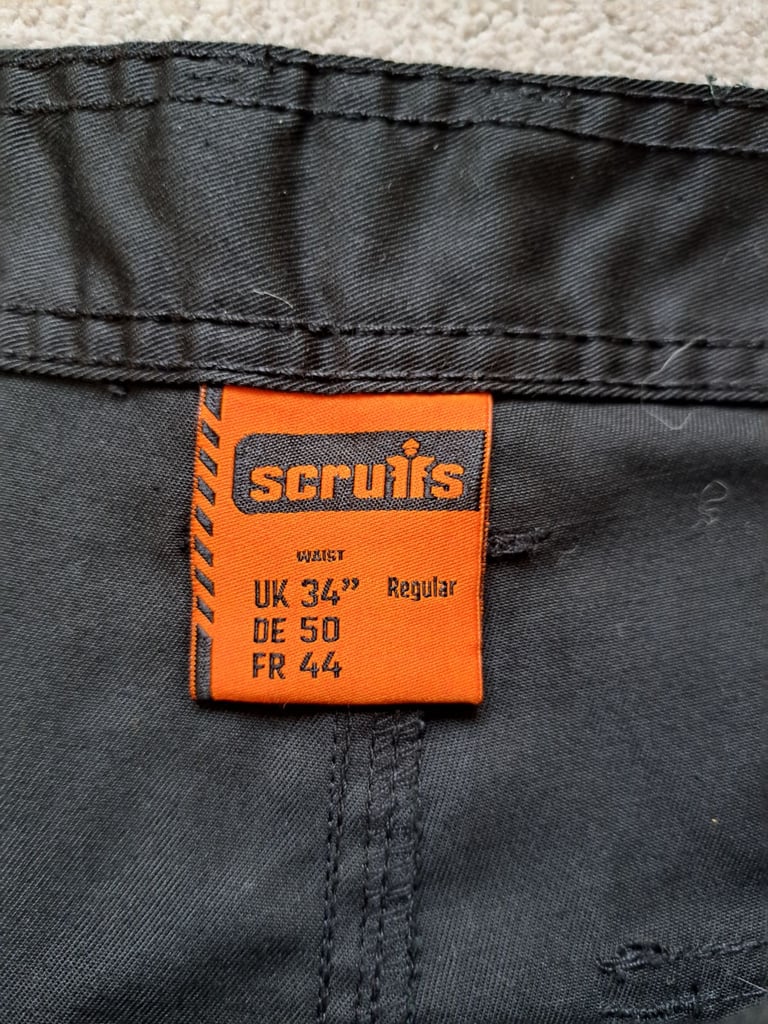 scruffs
WAIST
UK 34” Regular
DE 50
FR 44